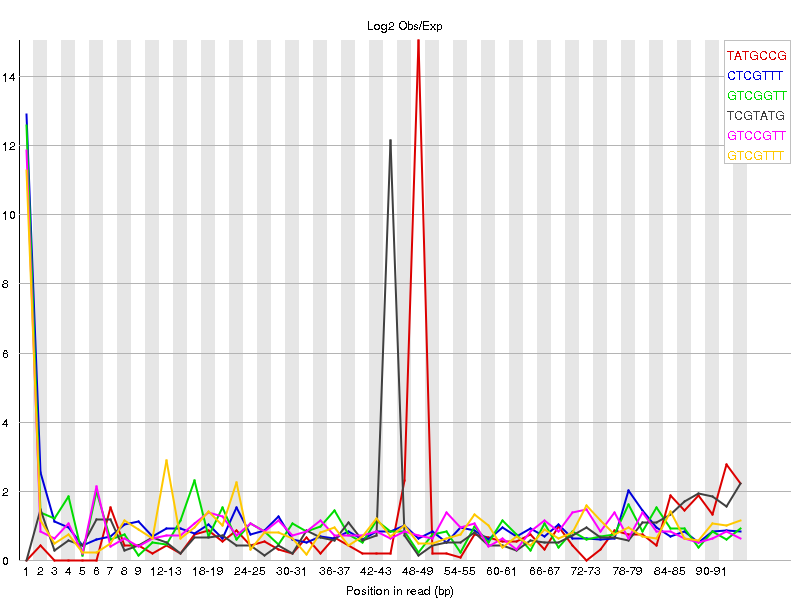 Log2 Obs/Exp
14
12
10
8
6
4
2
0
TATGCCG
CTCGTTT
GTCGGTT
TCGTATG
GTCCGTT
GTCGTTT
1 2 3 4 5 6 7 8 9 12-13 18-19 24-25 30-31 36-37 42-43 48-49 54-55 60-61 66-67 72-73 78-79 84-85 90-91
Position in read (bp)